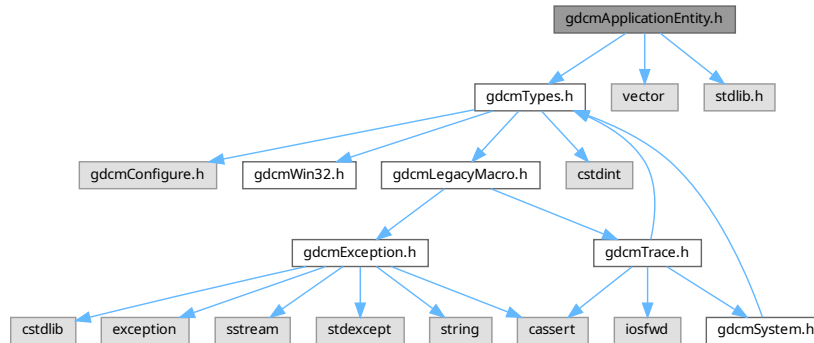 gdcmApplicationEntity.h
gdcmTypes.h
vector
stdlib.h
gdcmConfigure.h
gdcmWin32.h
gdcmLegacyMacro.h
cstdint
gdcmException.h
gdcmTrace.h
cstdlib
exception
sstream
stdexcept
string
cassert
iosfwd
gdcmSystem.h